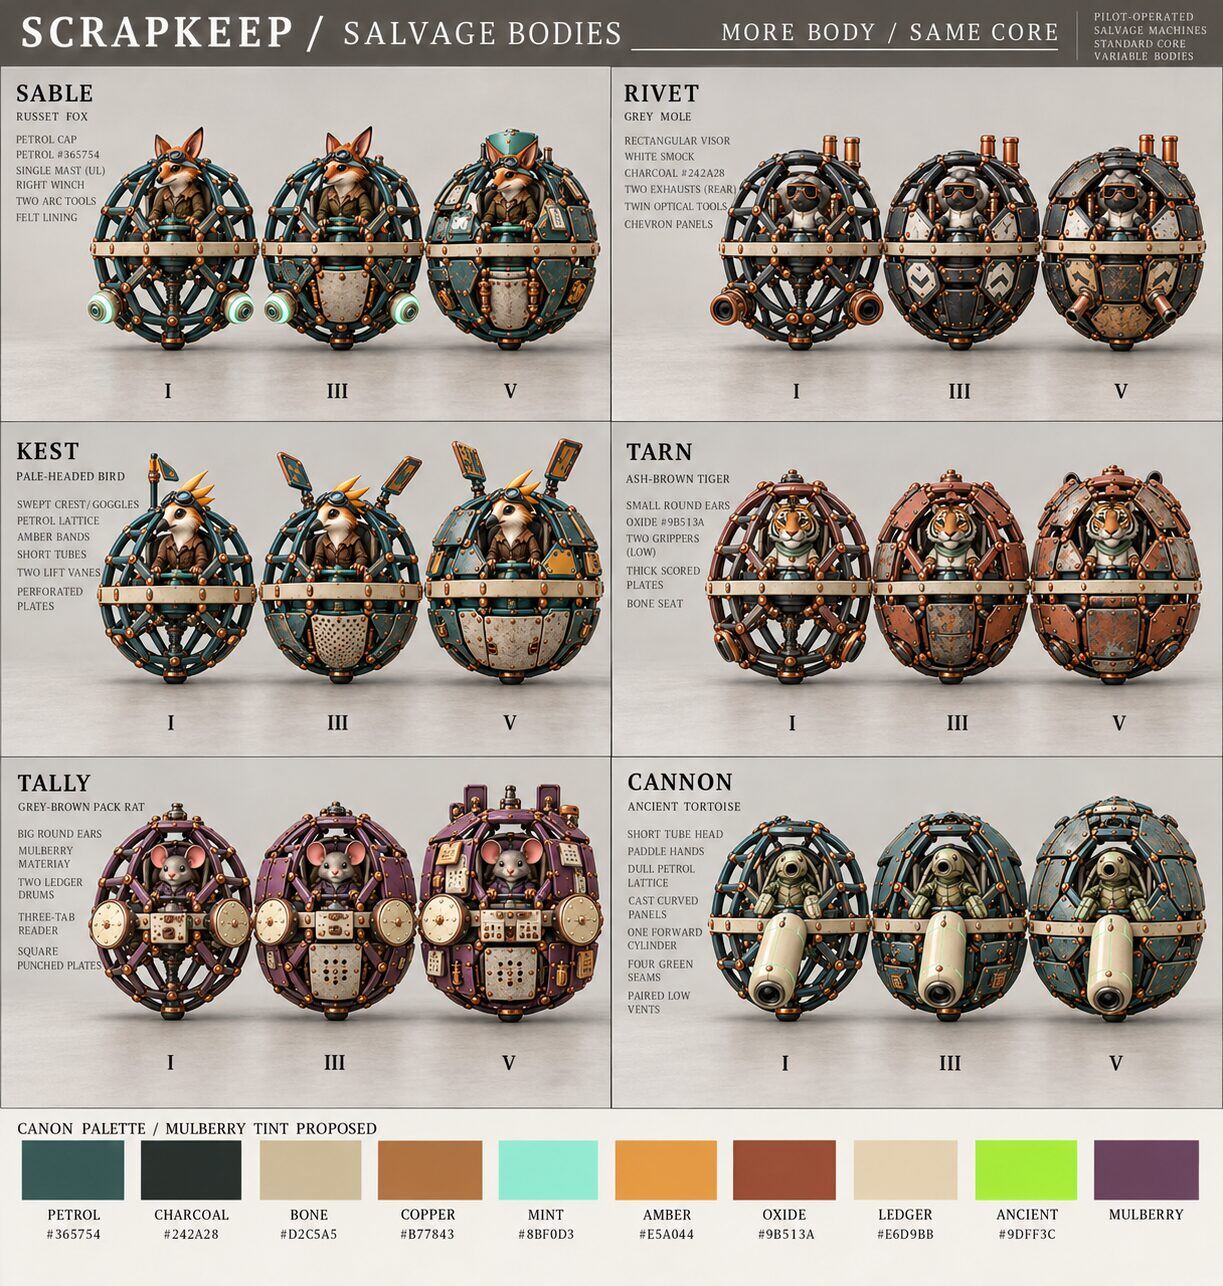 SCRAPKEEP / SALVAGE BODIES
MORE BODY / SAME CORE
PILOT-OPERATED
SALVAGE MACHINES
STANDARD CORE
VARIABLE BODIES
SABLE
RUSSET FOX
PETROL CAP
PETROL #365754
SINGLE MAST (UL)
RIGHT WINCH
TWO ARC TOOLS
FELT LINING
I
III
V
RIVET
GREY MOLE
RECTANGULAR VISOR
WHITE SMOCK
CHARCOAL #242A28
TWO EXHAUSTS (REAR)
TWIN OPTICAL TOOLS
CHEVRON PANELS
I
III
V
KEST
PALE-HEADED BIRD
SWEPT CREST/GOGGLES
PETROL LATTICE
AMBER BANDS
SHORT TUBES
TWO LIFT VANES
PERFORATED
PLATES
I
III
V
TARN
ASH-BROWN TIGER
SMALL ROUND EARS
OXIDE #9B513A
TWO GRIPPERS
(LOW)
THICK SCORED
PLATES
BONE SEAT
I
III
V
TALLY
GREY-BROWN PACK RAT
BIG ROUND EARS
MULBERRY
MATERIAY
TWO LEDGER
DRUMS
THREE-TAB
READER
SQUARE
PUNCHED PLATES
I
III
V
CANNON
ANCIENT TORTOISE
SHORT TUBE HEAD
PADDLE HANDS
DULL PETROL
LATTICE
CAST CURVED
PANELS
ONE FORWARD
CYLINDER
FOUR GREEN
SEAMS
PAIRED LOW
VENTS
I
III
V
CANON PALETTE / MULBERRY TINT PROPOSED
PETROL
#365754
CHARCOAL
#242A28
BONE
#D2C5A5
COPPER
#B77843
MINT
#8BF0D3
AMBER
#E5A044
OXIDE
#9B513A
LEDGER
#E6D9BB
ANCIENT
#9DFF3C
MULBERRY